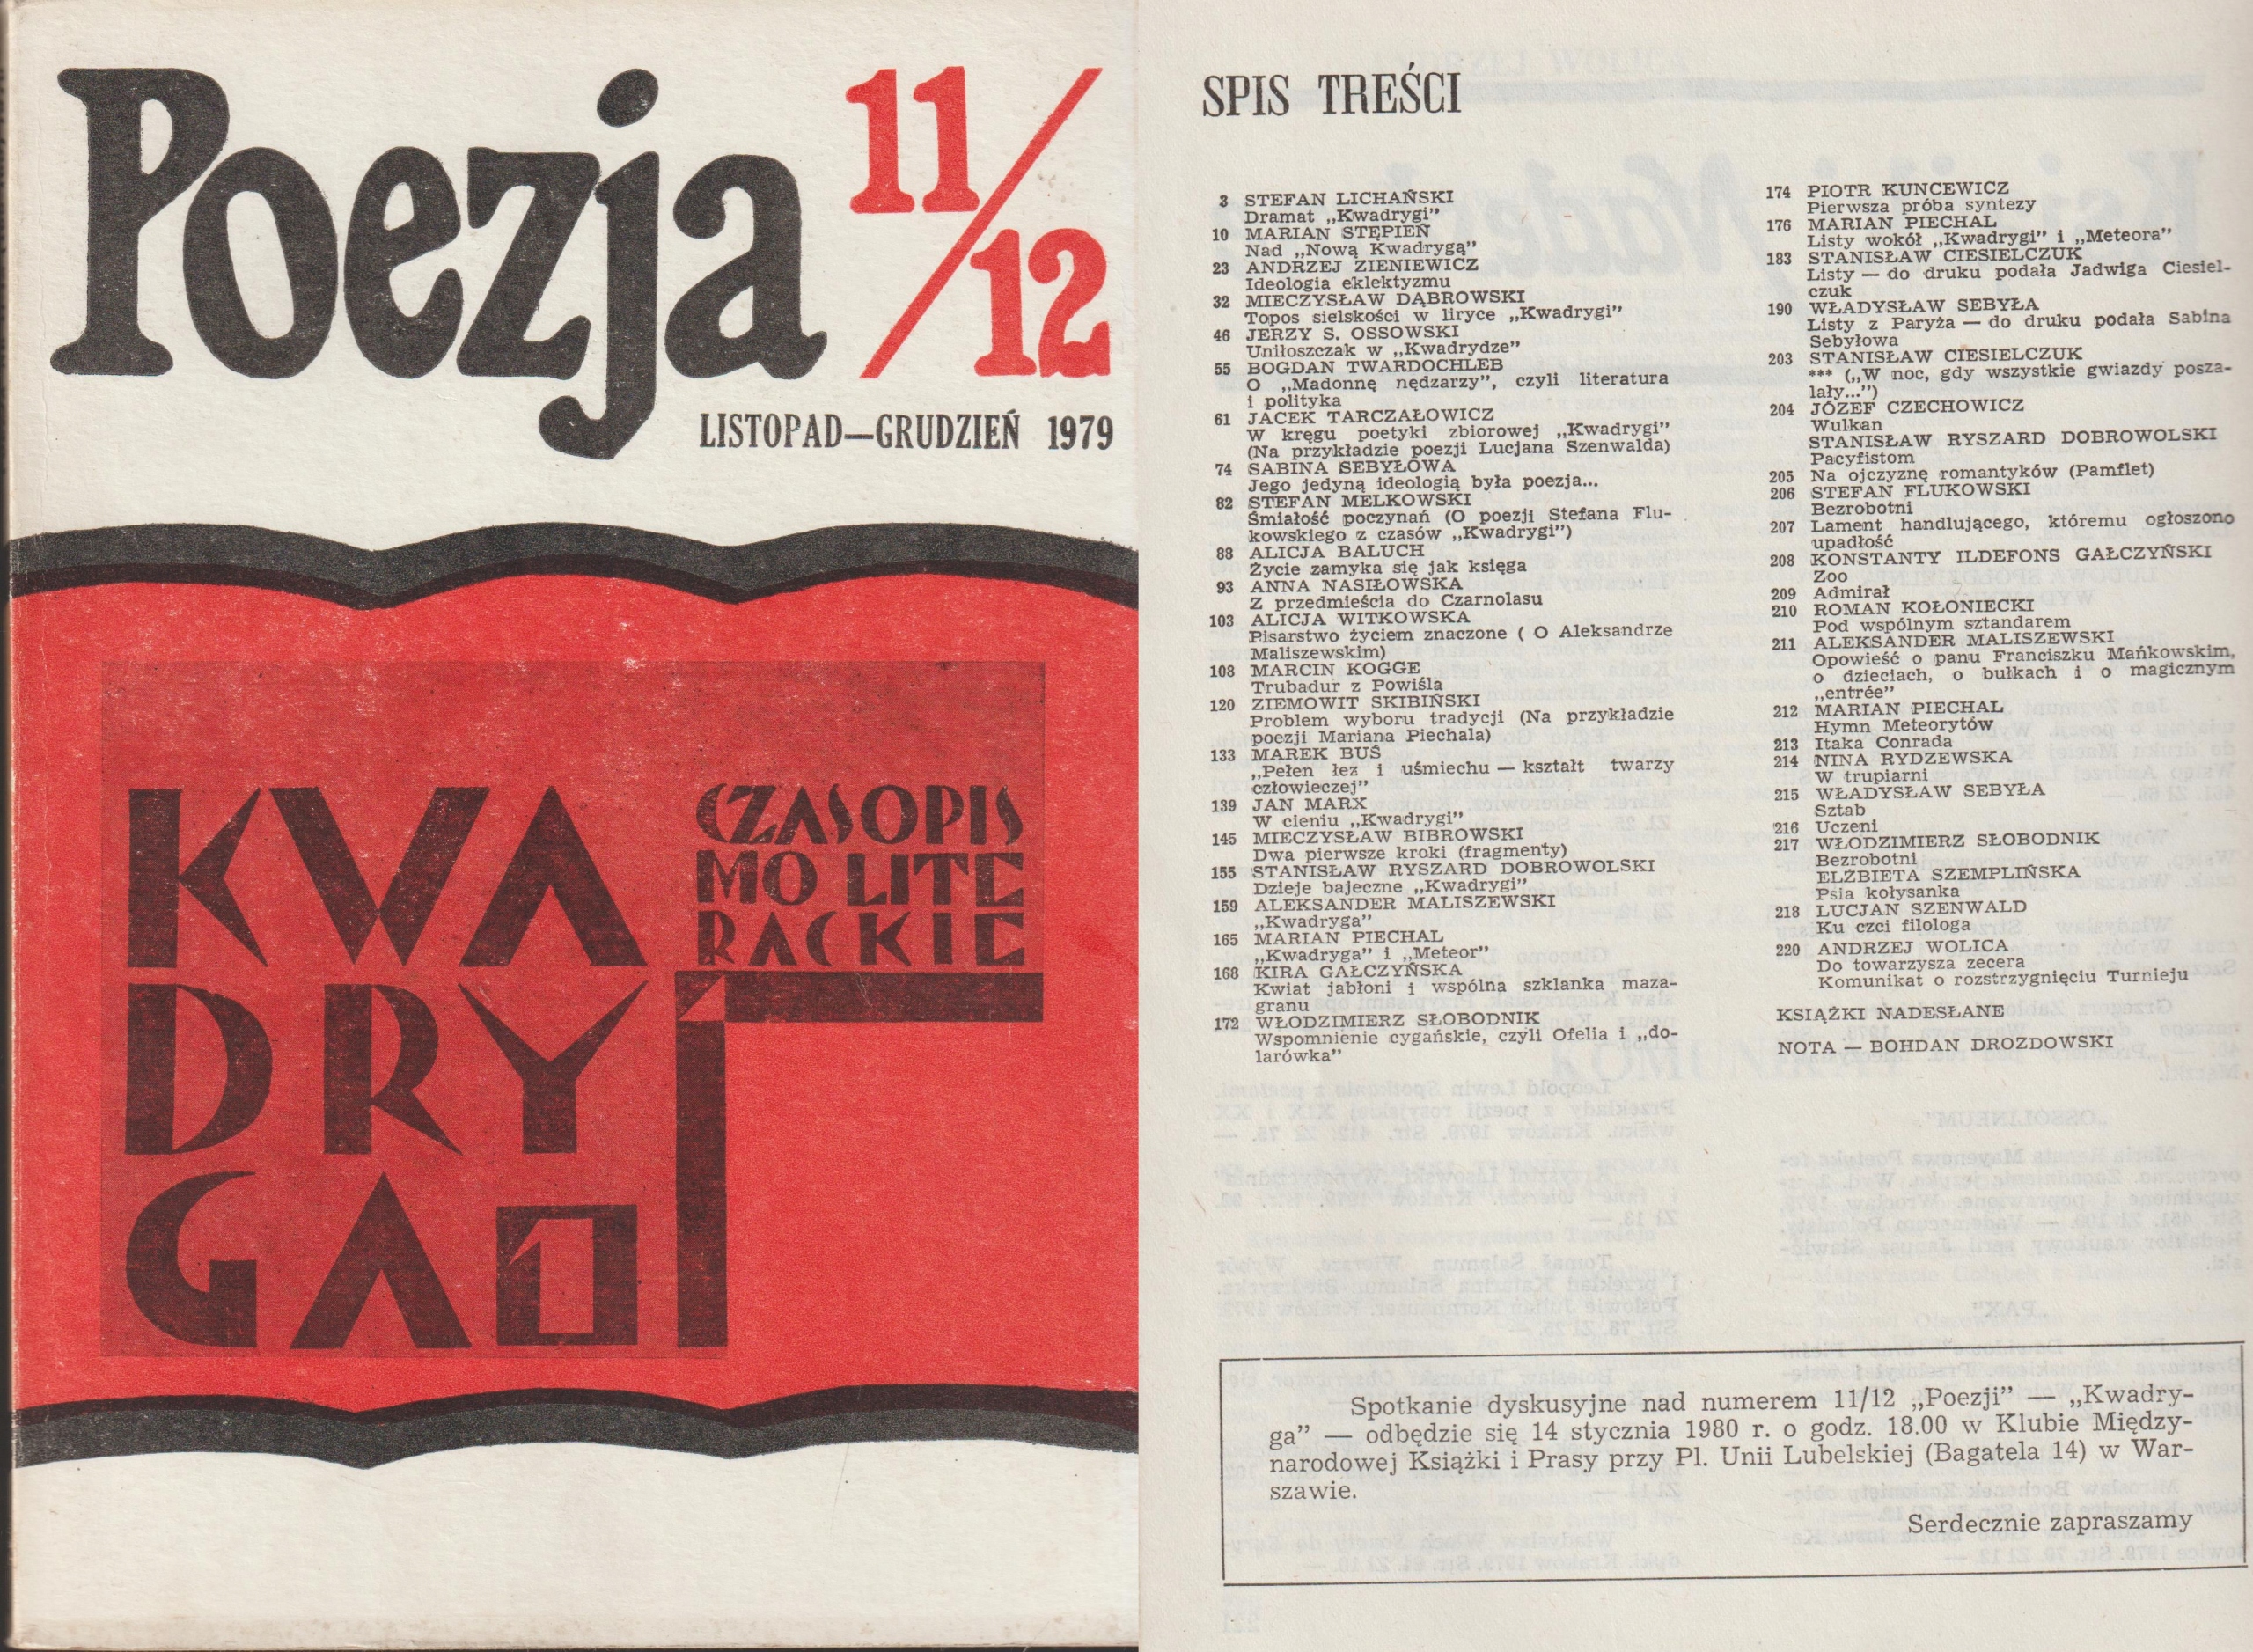 Poezja 11/12
LISTOPAD—GRUDZIEŃ 1979
KWA
DRY
GA 1
CZASOPIS
MO LITE
RACKIE
SPIS TREŚCI
3 STEFAN LICHAŃSKI
Dramat „Kwadrygi”
10 MARIAN STĘPIEŃ
Nad „Nową Kwadrygą”
23 ANDRZEJ ZIENIEWICZ
Ideologia eklektyzmu
32 MIECZYSŁAW DĄBROWSKI
Topos sielskości w liryce „Kwadrygi”
46 JERZY S. OSSOWSKI
Uniłoszczak w „Kwadrydze”
55 BOGDAN TWARDOCHLEB
O „Madonnę nędzarzy”, czyli literatura
i polityka
61 JACEK TARCZAŁOWICZ
W kręgu poetyki zbiorowej „Kwadrygi”
(Na przykładzie poezji Lucjana Szenwalda)
74 SABINA SEBYŁOWA
Jego jedyną ideologią była poezja...
82 STEFAN MELKOWSKI
Śmiałość poczynań (O poezji Stefana Flu-
kowskiego z czasów „Kwadrygi”)
88 ALICJA BALUCH
Życie zamyka się jak księga
93 ANNA NASIŁOWSKA
Z przedmieścia do Czarnolasu
103 ALICJA WITKOWSKA
Pisarstwo życiem znaczone ( O Aleksandrze
Maliszewskim)
108 MARCIN KOGGE
Trubadur z Powiśla
120 ZIEMOWIT SKIBIŃSKI
Problem wyboru tradycji (Na przykładzie
poezji Mariana Piechala)
133 MAREK BUŚ
„Pełen łez i uśmiechu — kształt twarzy
człowieczej”
139 JAN MARX
W cieniu „Kwadrygi”
145 MIECZYSŁAW BIBROWSKI
Dwa pierwsze kroki (fragmenty)
155 STANISŁAW RYSZARD DOBROWOLSKI
Dzieje bajeczne „Kwadrygi”
159 ALEKSANDER MALISZEWSKI
„Kwadryga”
165 MARIAN PIECHAL
„Kwadryga” i „Meteor”
168 KIRA GAŁCZYŃSKA
Kwiat jabłoni i wspólna szklanka maza-
granu
172 WŁODZIMIERZ SŁOBODNIK
Wspomnienie cygańskie, czyli Ofelia i „do-
larówka”
174 PIOTR KUNCEWICZ
Pierwsza próba syntezy
176 MARIAN PIECHAL
Listy wokół „Kwadrygi” i „Meteora”
183 STANISŁAW CIESIELCZUK
Listy — do druku podała Jadwiga Ciesiel-
czuk
190 WŁADYSŁAW SEBYŁA
Listy z Paryża — do druku podała Sabina
Sebyłowa
203 STANISŁAW CIESIELCZUK
*** („W noc, gdy wszystkie gwiazdy posza-
lały...”)
204 JÓZEF CZECHOWICZ
Wulkan
STANISŁAW RYSZARD DOBROWOLSKI
Pacyfistom
205 Na ojczyznę romantyków (Pamflet)
206 STEFAN FLUKOWSKI
Bezrobotni
207 Lament handlującego, któremu ogłoszono
upadłość
208 KONSTANTY ILDEFONS GAŁCZYŃSKI
Zoo
209 Admirał
210 ROMAN KOŁONIECKI
Pod wspólnym sztandarem
211 ALEKSANDER MALISZEWSKI
Opowieść o panu Franciszku Mańkowskim,
o dzieciach, o bułkach i o magicznym
„entrée”
212 MARIAN PIECHAL
Hymn Meteorytów
213 Itaka Conrada
214 NINA RYDZEWSKA
W trupiarni
215 WŁADYSŁAW SEBYŁA
Sztab
216 Uczeni
217 WŁODZIMIERZ SŁOBODNIK
Bezrobotni
ELŻBIETA SZEMPLIŃSKA
Psia kołysanka
218 LUCJAN SZENWALD
Ku czci filologa
220 ANDRZEJ WOLICA
Do towarzysza zecera
Komunikat o rozstrzygnięciu Turnieju
KSIĄŻKI NADESŁANE
NOTA — BOHDAN DROZDOWSKI
Spotkanie dyskusyjne nad numerem 11/12 „Poezji” — „Kwadry-
ga” — odbędzie się 14 stycznia 1980 r. o godz. 18.00 w Klubie Między-
narodowej Książki i Prasy przy Pl. Unii Lubelskiej (Bagatela 14) w War-
szawie.
Serdecznie zapraszamy